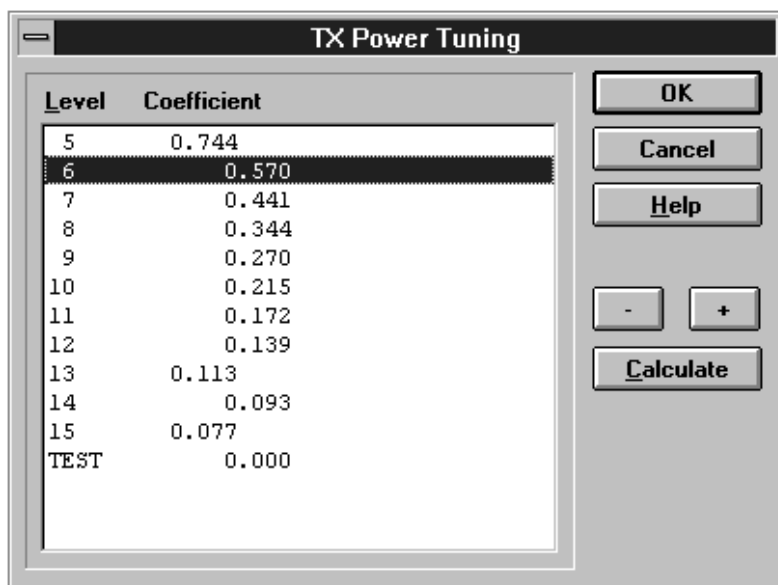 TX Power Tuning
Level Coefficient
5 0.744
6 0.570
7 0.441
8 0.344
9 0.270
10 0.215
11 0.172
12 0.139
13 0.113
14 0.093
15 0.077
TEST 0.000
OK
Cancel
Help
- +
Calculate